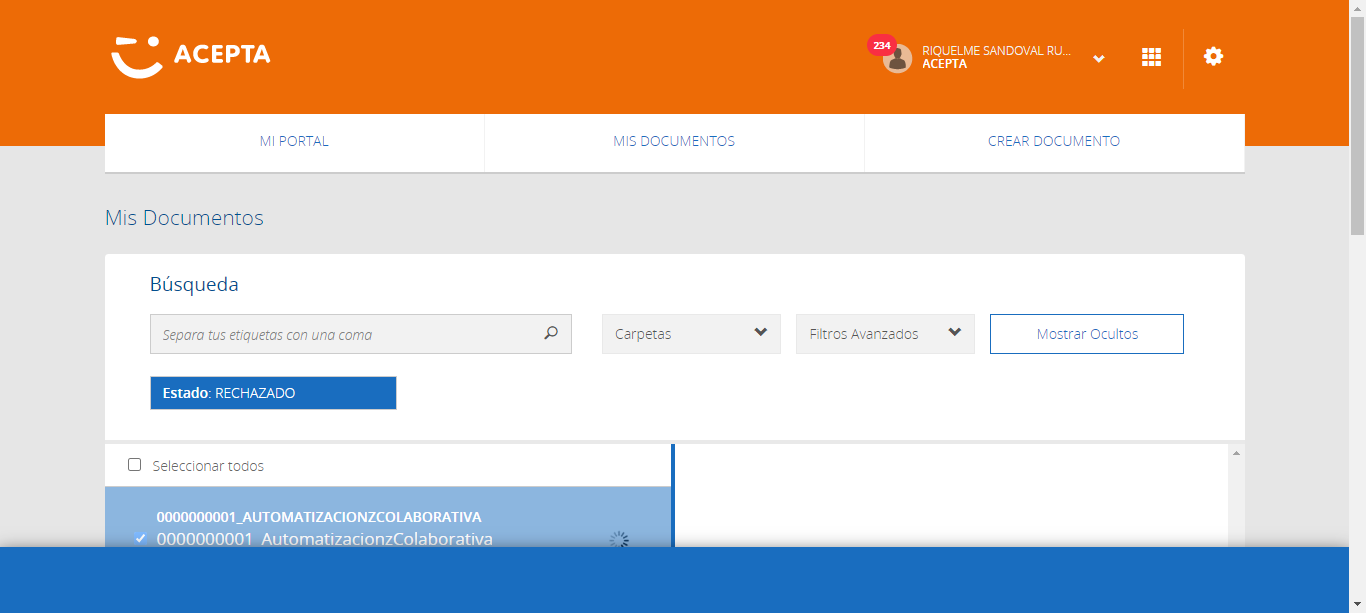 ACEPTA
234
RIQUELME SANDOVAL RU...
ACEPTA
MI PORTAL
MIS DOCUMENTOS
CREAR DOCUMENTO
Mis Documentos
Búsqueda
Separa tus etiquetas con una coma
Carpetas
Filtros Avanzados
Mostrar Ocultos
Estado: RECHAZADO
Seleccionar todos
0000000001_AUTOMATIZACIONZCOLABORATIVA
0000000001_AutomatizacionzColaborativa